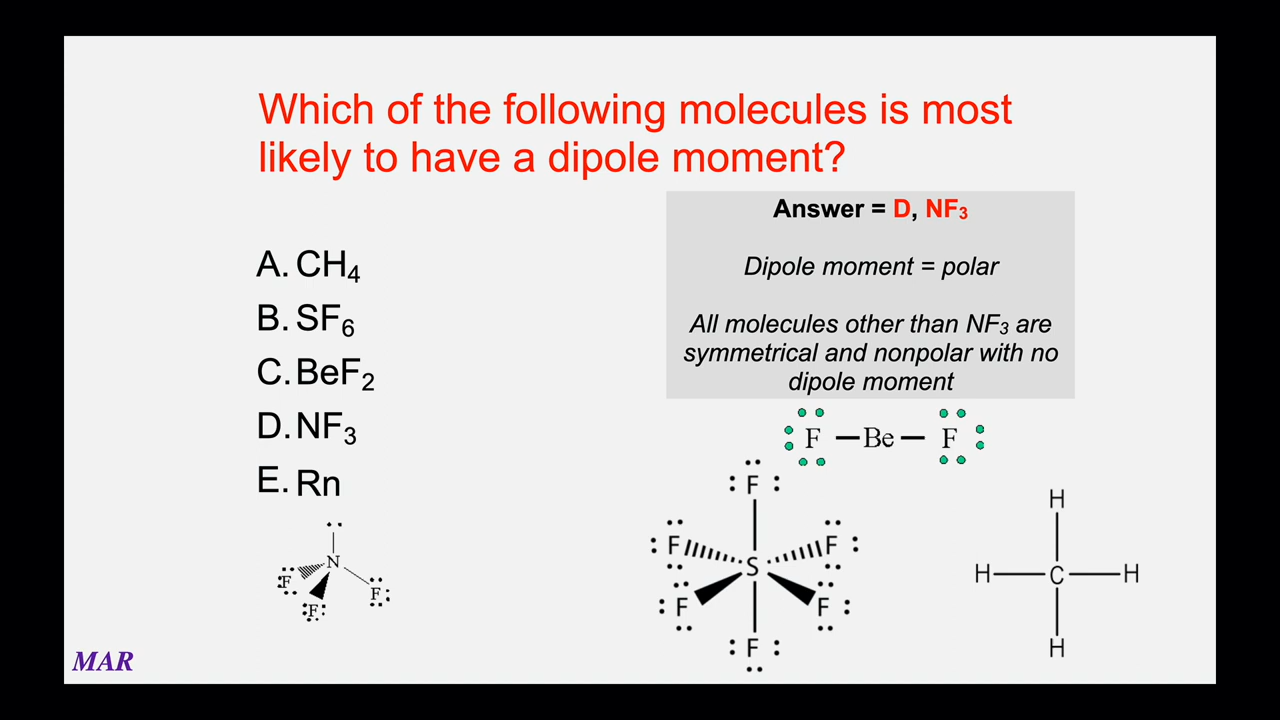 Which of the following molecules is most
likely to have a dipole moment?
Answer = D, NF₃
Dipole moment = polar
All molecules other than NF₃ are
symmetrical and nonpolar with no
dipole moment
A. CH₄
B. SF₆
C. BeF₂
D. NF₃
E. Rn
F — Be — F
F
F F
S
F F
F
H
H C H
H
N
F F
F
MAR